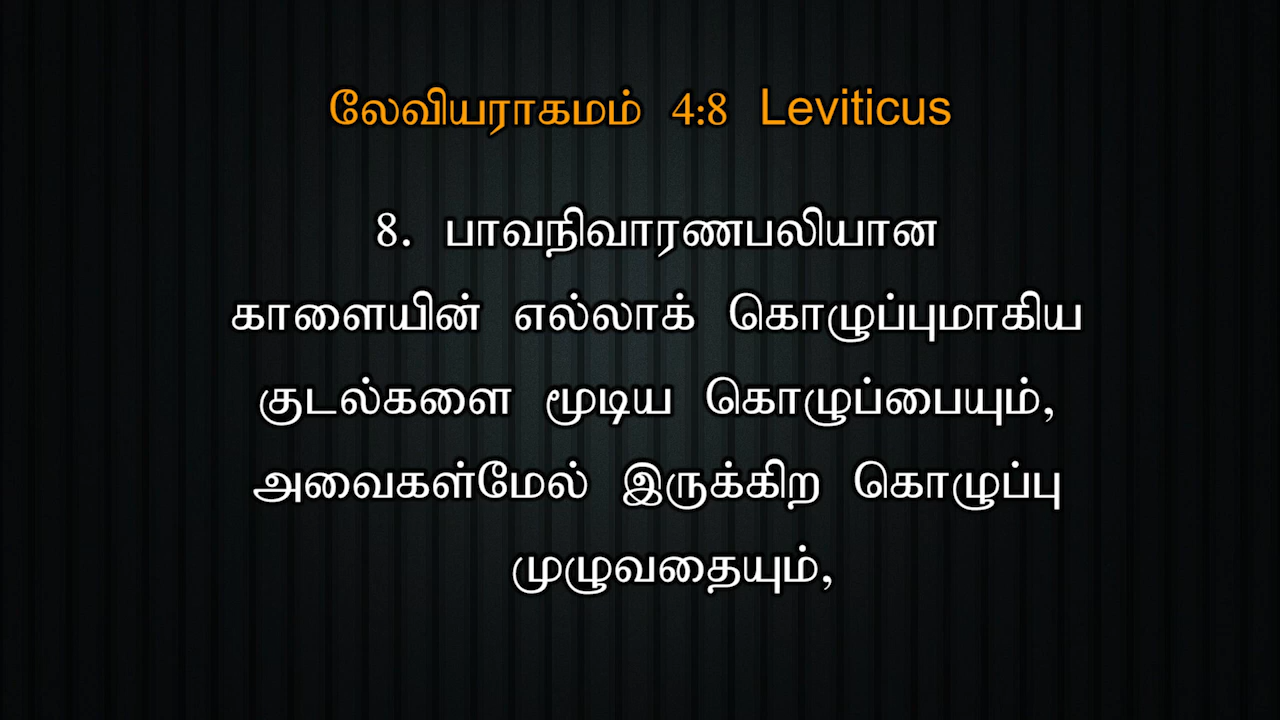 லேவியராகமம் 4:8 Leviticus
8. பாவநிவாரணபலியான
காளையின் எல்லாக் கொழுப்புமாகிய
குடல்களை மூடிய கொழுப்பையும்,
அவைகள்மேல் இருக்கிற கொழுப்பு
முழுவதையும்,